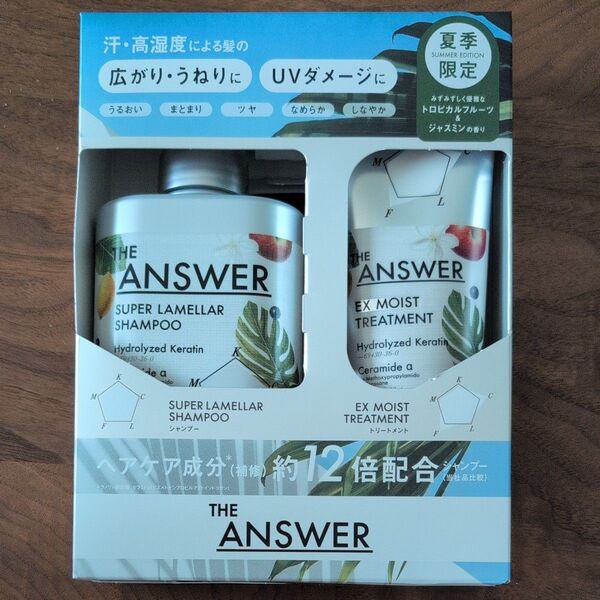 汗・高湿度による髪の
広がり・うねりに
UVダメージに
うるおい
まとまり
ツヤ
なめらか
しなやか
夏季
SUMMER EDITION
限定
みずみずしく優雅な
トロピカルフルーツ
&
ジャスミンの香り
THE
ANSWER
SUPER LAMELLAR
SHAMPOO
Hydrolyzed Keratin
—69430-36-0
Ceramide α
K
M
C
F
L
SUPER LAMELLAR
SHAMPOO
シャンプー
M
C
F
L
THE
ANSWER
EX MOIST
TREATMENT
Hydrolyzed Keratin
—69430-36-0
Ceramide α
K
M
C
F
L
EX MOIST
TREATMENT
トリートメント
ヘアケア成分*(補修)約12倍配合シャンプー
(当社品比較)
THE
ANSWER